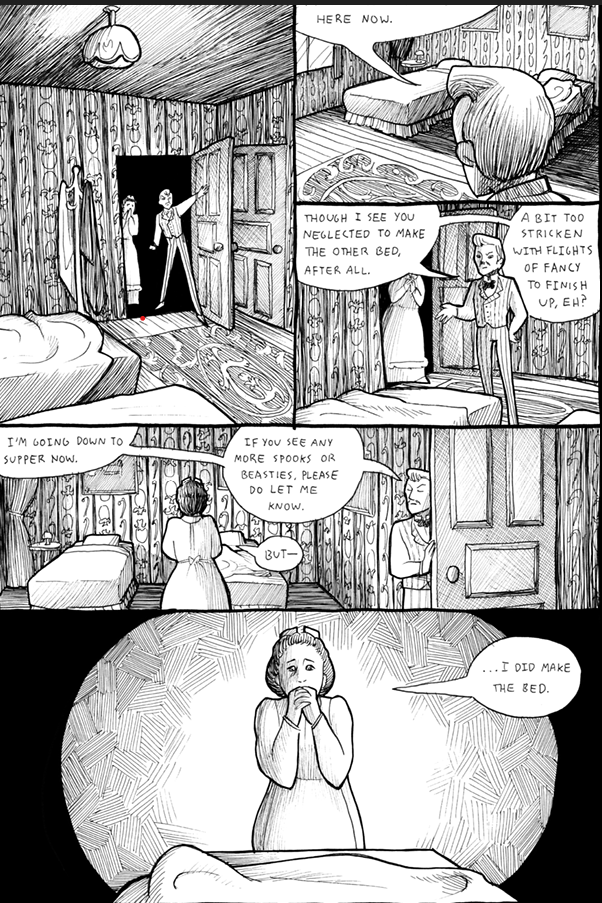 HERE NOW.
THOUGH I SEE YOU
NEGLECTED TO MAKE
THE OTHER BED,
AFTER ALL.
A BIT TOO
STRICKEN
WITH FLIGHTS
OF FANCY
TO FINISH
UP, EH?
I'M GOING DOWN TO
SUPPER NOW.
IF YOU SEE ANY
MORE SPOOKS OR
BEASTIES, PLEASE
DO LET ME
KNOW.
BUT—
...I DID MAKE
THE BED.